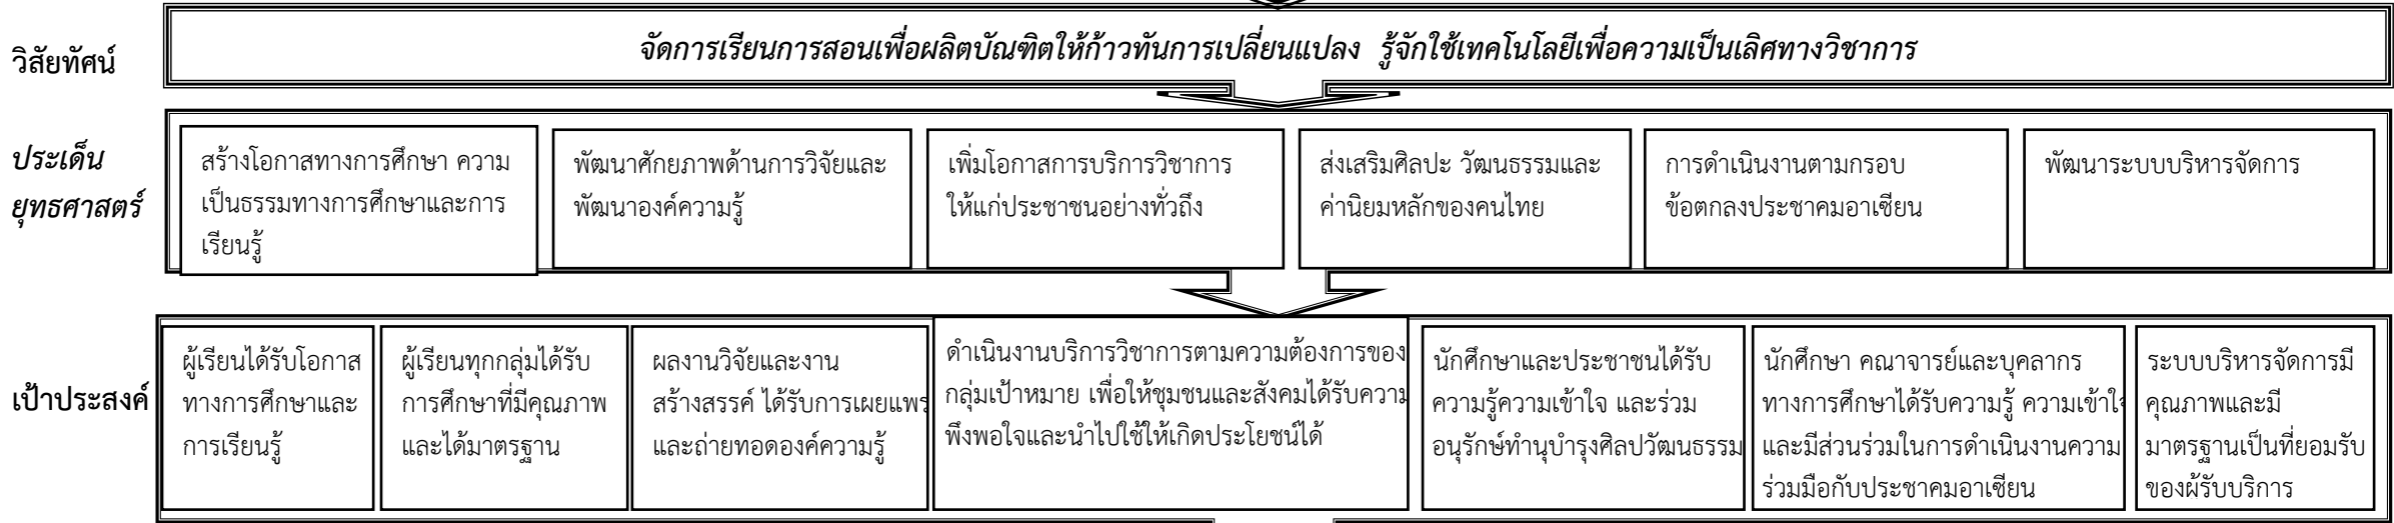 วิสัยทัศน์
จัดการเรียนการสอนเพื่อผลิตบัณฑิตให้ก้าวทันการเปลี่ยนแปลง รู้จักใช้เทคโนโลยีเพื่อความเป็นเลิศทางวิชาการ
ประเด็น
ยุทธศาสตร์
สร้างโอกาสทางการศึกษา ความ
เป็นธรรมทางการศึกษาและการ
เรียนรู้
พัฒนาศักยภาพด้านการวิจัยและ
พัฒนาองค์ความรู้
เพิ่มโอกาสการบริการวิชาการ
ให้แก่ประชาชนอย่างทั่วถึง
ส่งเสริมศิลปะ วัฒนธรรมและ
ค่านิยมหลักของคนไทย
การดำเนินงานตามกรอบ
ข้อตกลงประชาคมอาเซียน
พัฒนาระบบบริหารจัดการ
เป้าประสงค์
ผู้เรียนได้รับโอกาส
ทางการศึกษาและ
การเรียนรู้
ผู้เรียนทุกกลุ่มได้รับ
การศึกษาที่มีคุณภาพ
และได้มาตรฐาน
ผลงานวิจัยและงาน
สร้างสรรค์ ได้รับการเผยแพร
และถ่ายทอดองค์ความรู้
ดำเนินงานบริการวิชาการตามความต้องการของ
กลุ่มเป้าหมาย เพื่อให้ชุมชนและสังคมได้รับความ
พึงพอใจและนำไปใช้ให้เกิดประโยชน์ได้
นักศึกษาและประชาชนได้รับ
ความรู้ความเข้าใจ และร่วม
อนุรักษ์ทำนุบำรุงศิลปวัฒนธรรม
นักศึกษา คณาจารย์และบุคลากร
ทางการศึกษาได้รับความรู้ ความเข้าใจ
และมีส่วนร่วมในการดำเนินงานความ
ร่วมมือกับประชาคมอาเซียน
ระบบบริหารจัดการมี
คุณภาพและมี
มาตรฐานเป็นที่ยอมรับ
ของผู้รับบริการ